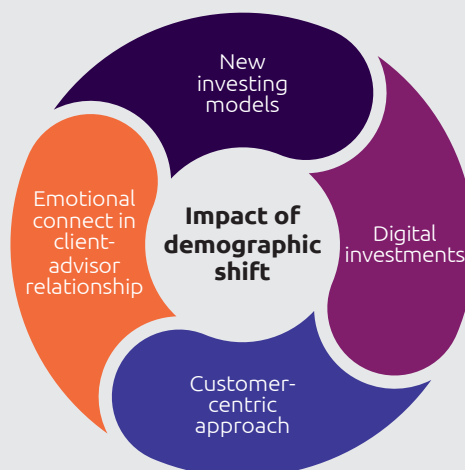 New
investing
models
Emotional
connect in
client-
advisor
relationship
Impact of
demographic
shift
Digital
investments
Customer-
centric
approach